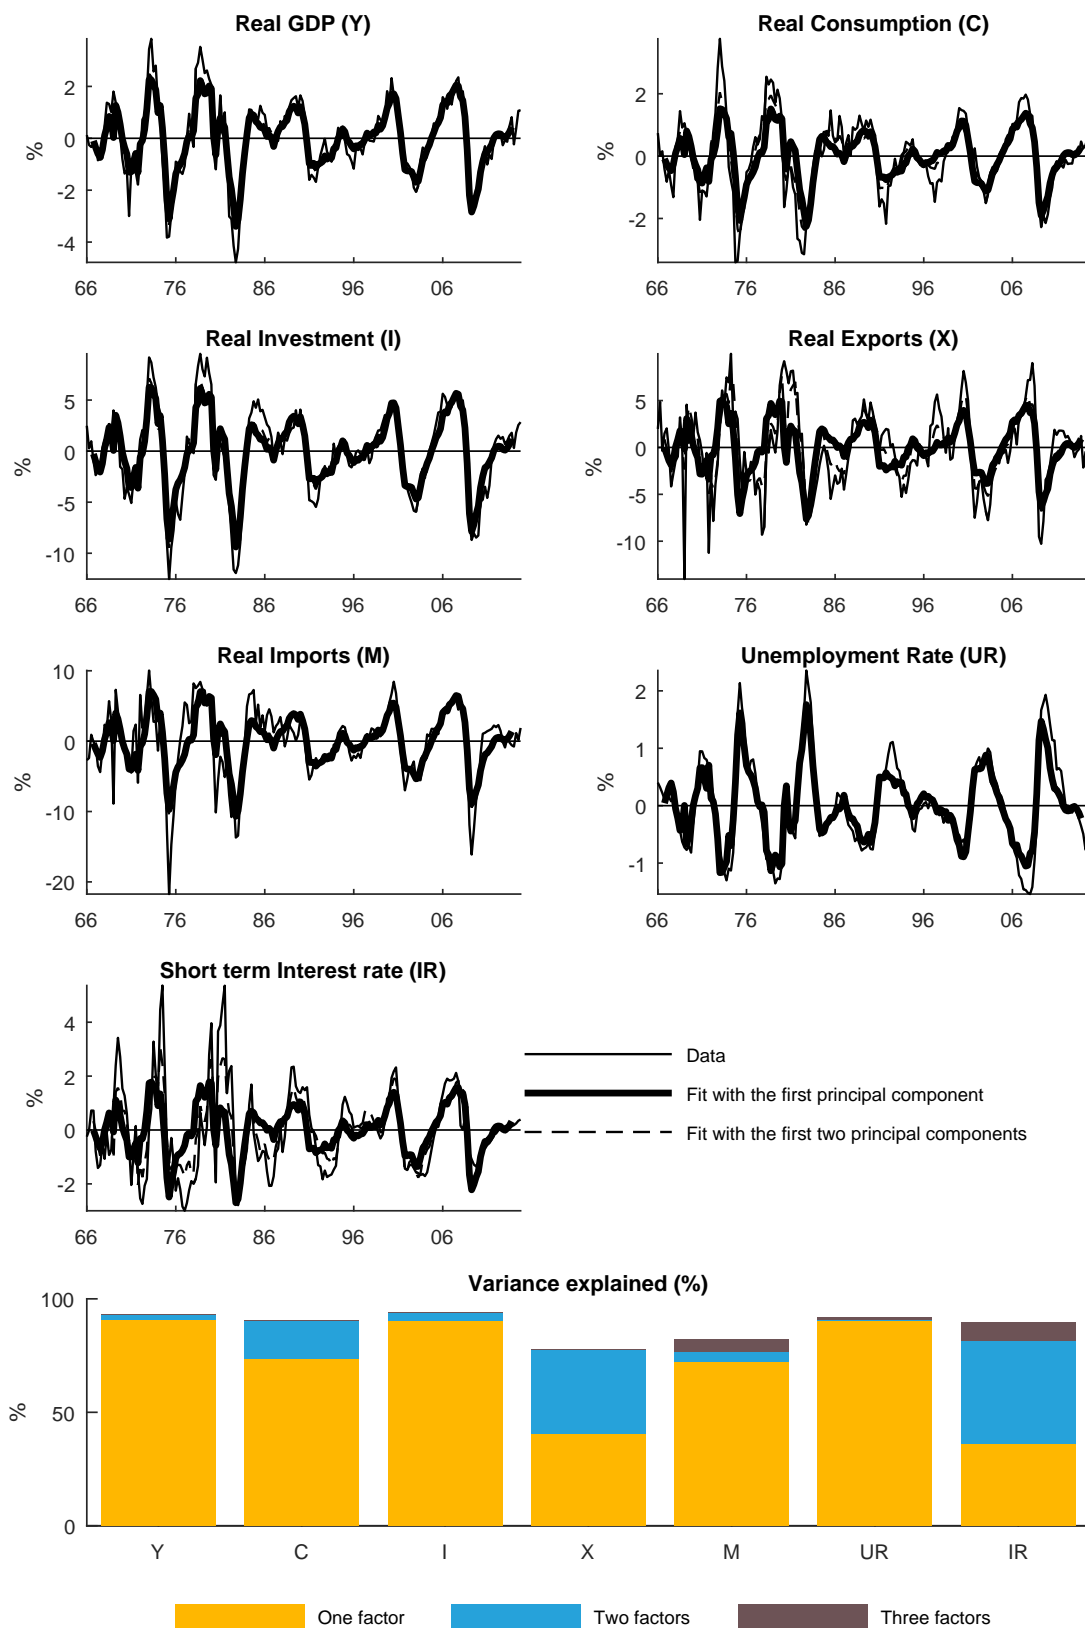 Real GDP (Y)
Real Consumption (C)
%
2
0
-2
-4
66 76 86 96 06
%
2
0
-2
66 76 86 96 06
Real Investment (I)
Real Exports (X)
%
5
0
-5
-10
66 76 86 96 06
%
5
0
-5
-10
66 76 86 96 06
Real Imports (M)
Unemployment Rate (UR)
%
10
0
-10
-20
66 76 86 96 06
%
2
1
0
-1
66 76 86 96 06
Short term Interest rate (IR)
%
4
2
0
-2
66 76 86 96 06
Data
Fit with the first principal component
Fit with the first two principal components
Variance explained (%)
%
100
50
0
Y C I X M UR IR
One factor Two factors Three factors